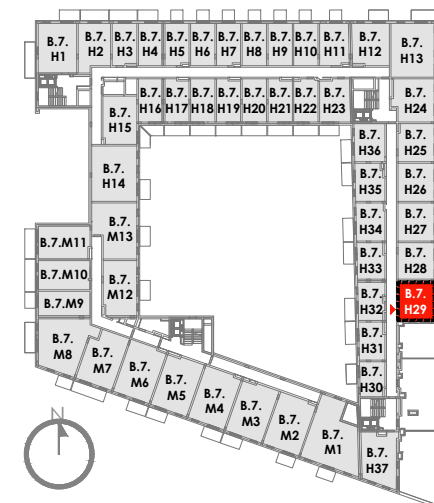 B.7.
H1
B.7.
H2
B.7.
H3
B.7.
H4
B.7.
H5
B.7.
H6
B.7.
H7
B.7.
H8
B.7.
H9
B.7.
H10
B.7.
H11
B.7.
H12
B.7.
H13
B.7.
H16
B.7.
H17
B.7.
H18
B.7.
H19
B.7.
H20
B.7.
H21
B.7.
H22
B.7.
H23
B.7.
H24
B.7.
H15
B.7.
H36
B.7.
H25
B.7.
H14
B.7.
H35
B.7.
H26
B.7.
M13
B.7.
H34
B.7.
H27
B.7.M11
B.7.
H33
B.7.
H28
B.7.M10
B.7.
M12
B.7.
H32
B.7.
H29
B.7.M9
B.7.
M8
B.7.
M7
B.7.
M6
B.7.
M5
B.7.
M4
B.7.
M3
B.7.
M2
B.7.
M1
B.7.
H31
B.7.
H30
B.7.
H37
N